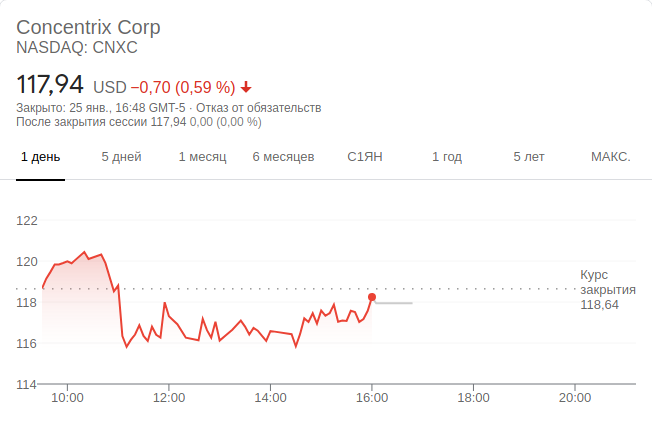 Concentrix Corp
NASDAQ: CNXC
117,94 USD −0,70 (0,59 %)
Закрыто: 25 янв., 16:48 GMT-5 · Отказ от обязательств
После закрытия сессии 117,94 0,00 (0,00 %)
1 день 5 дней 1 месяц 6 месяцев С1ЯН 1 год 5 лет МАКС.
122
120
Курс
закрытия
118,64
118
116
114
10:00 12:00 14:00 16:00 18:00 20:00